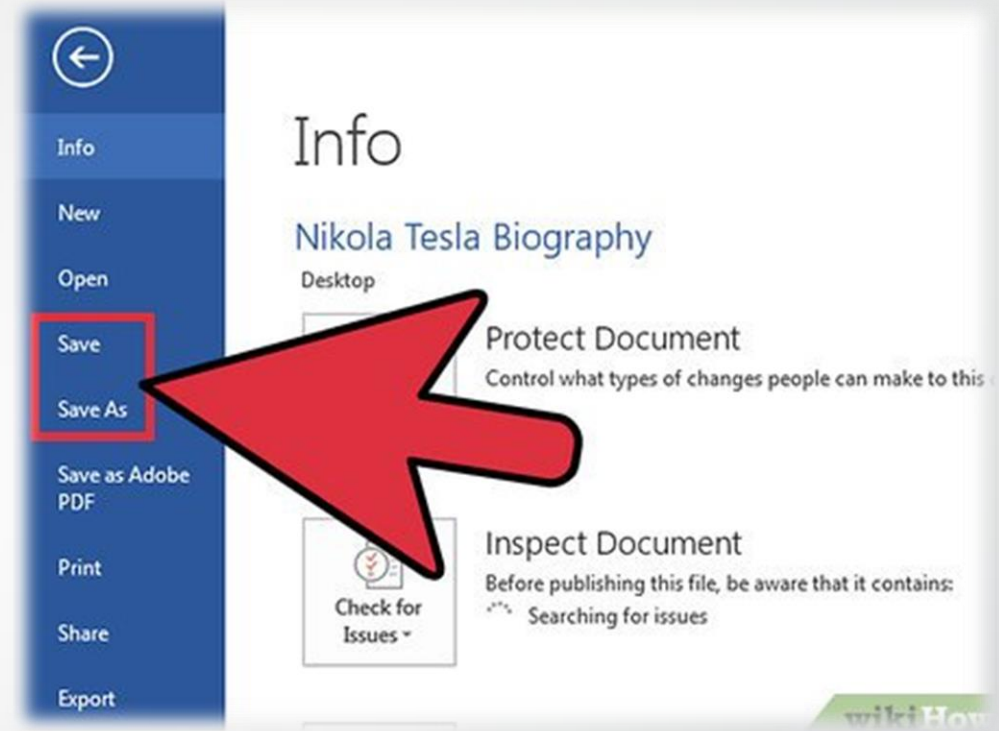 Info
New
Open
Save
Save As
Save as Adobe
PDF
Print
Share
Export
Info
Nikola Tesla Biography
Desktop
Protect Document
Control what types of changes people can make to this
Check for
Issues
Inspect Document
Before publishing this file, be aware that it contains:
Searching for issues
wikiHow